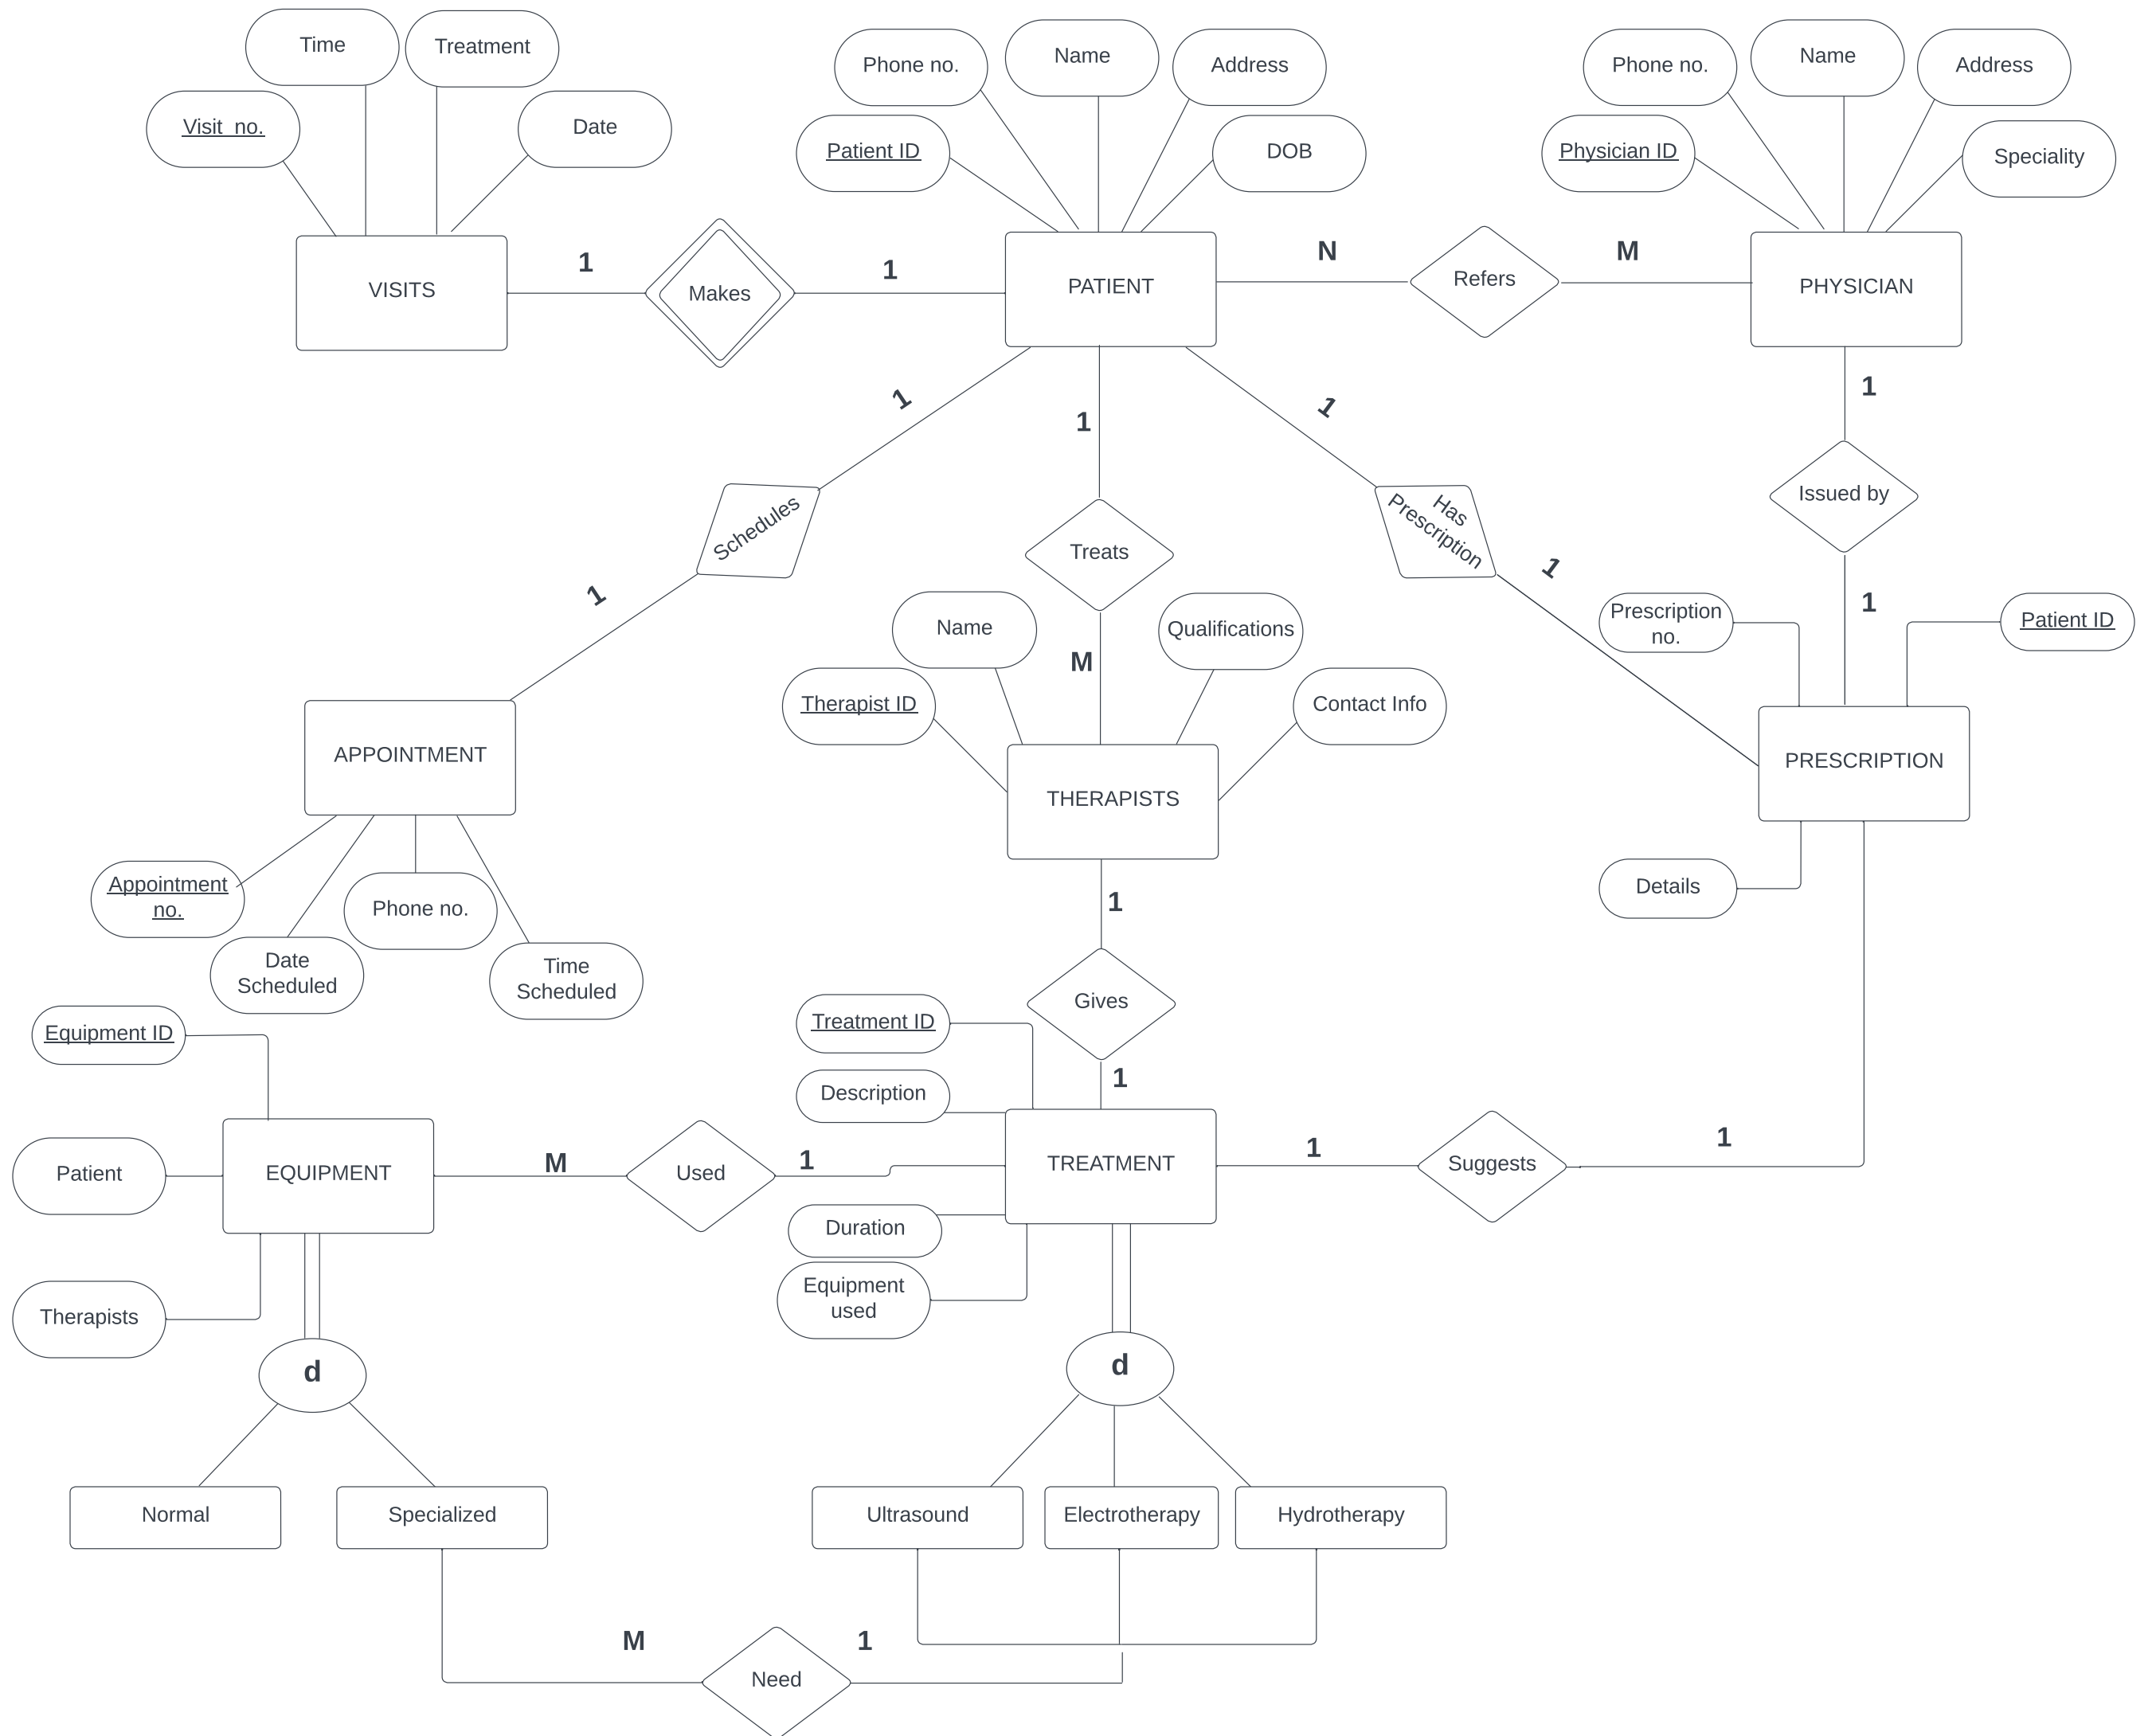 Time
Treatment
Visit  no.
Date
VISITS
1
Makes
1
Phone no.
Name
Address
Patient ID
DOB
PATIENT
N
Refers
M
Phone no.
Name
Address
Physician ID
Speciality
PHYSICIAN
1
Schedules
1
1
Treats
M
1
Has
Prescription
1
1
Issued by
1
Prescription
no.
Patient ID
PRESCRIPTION
Details
Name
Qualifications
Therapist ID
Contact Info
THERAPISTS
APPOINTMENT
Appointment
no.
Date
Scheduled
Phone no.
Time
Scheduled
1
Gives
1
Equipment ID
Patient
EQUIPMENT
Therapists
M
Used
1
Treatment ID
Description
TREATMENT
Duration
Equipment
used
1
Suggests
1
d
d
Normal
Specialized
Ultrasound
Electrotherapy
Hydrotherapy
M
Need
1